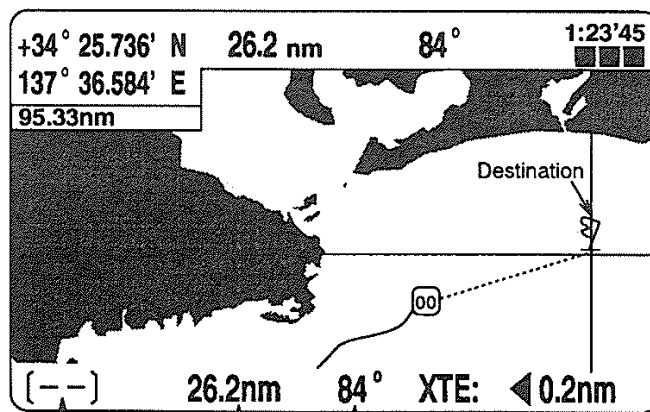 +34° 25.736' N 26.2 nm 84° 1:23'45
137° 36.584' E
95.33nm
Destination
00
[--] 26.2nm 84° XTE: ◀0.2nm